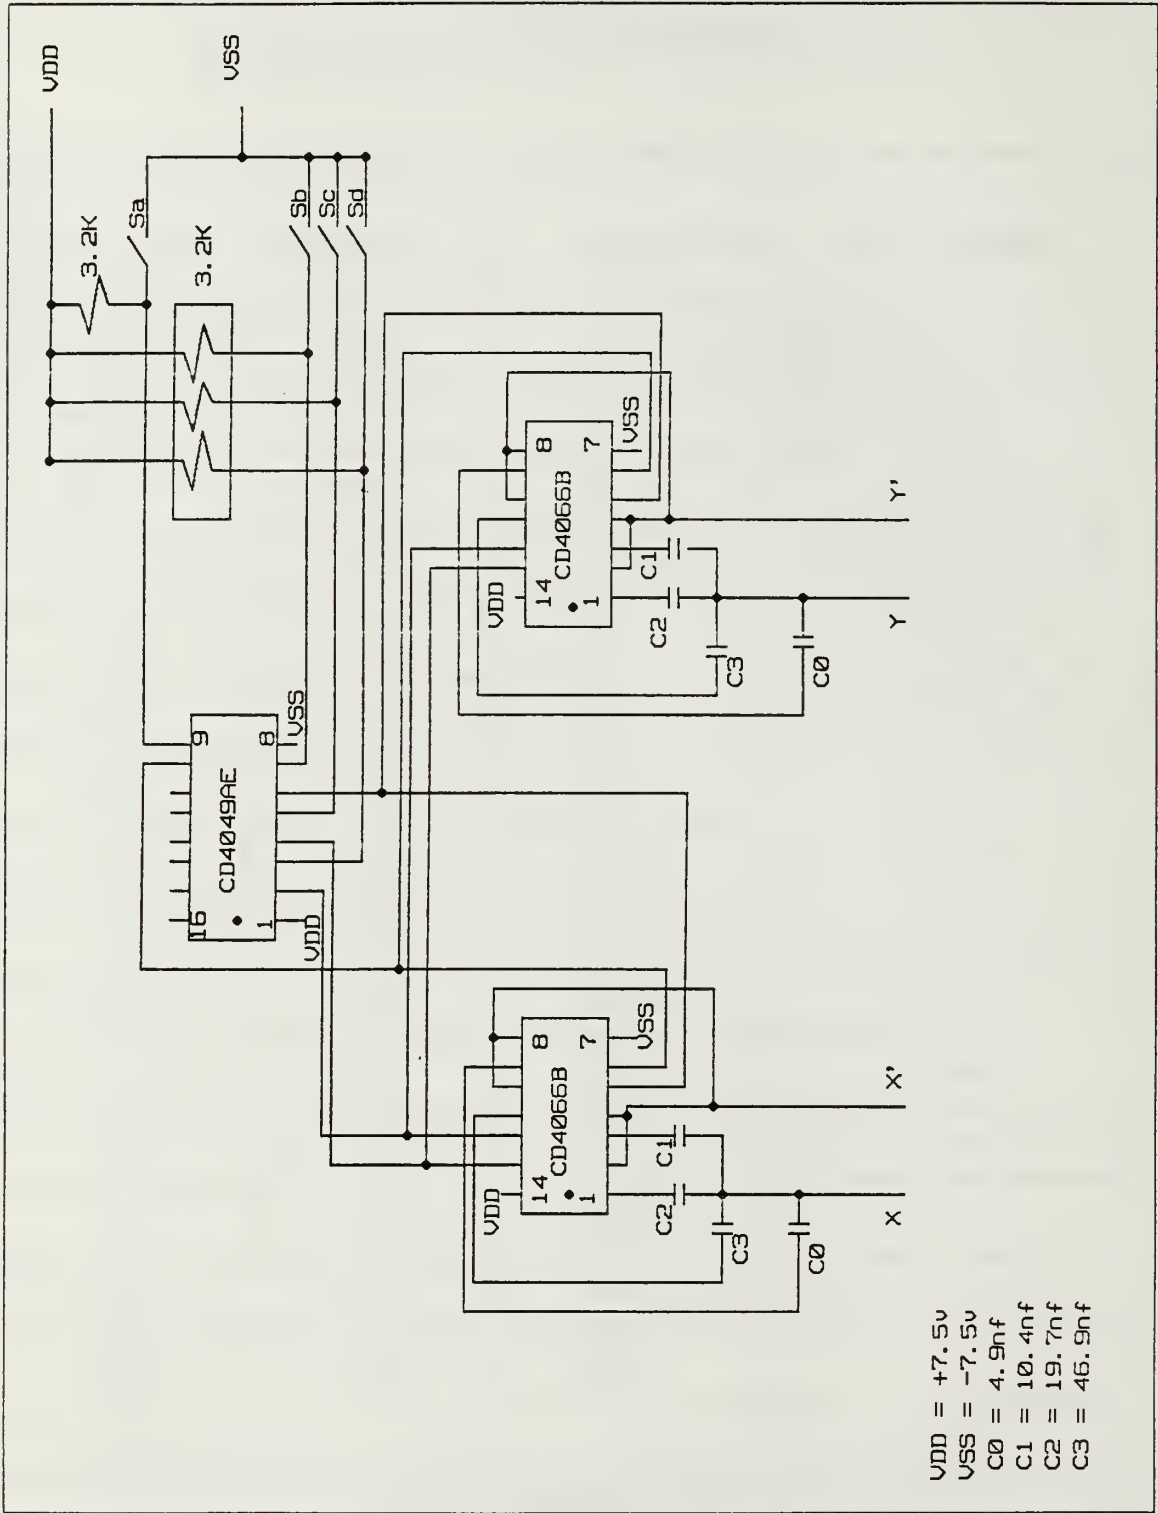 VDD
VSS
3.2K
Sa
3.2K
Sb
Sc
Sd
16
9
CD4049AE
1
8
VDD
VSS
VDD
14
8
CD4066B
1
7
VSS
C2
C1
C3
C0
X
X'
VDD
14
8
CD4066B
1
7
VSS
C2
C1
C3
C0
Y
Y'
VDD = +7.5v
VSS = -7.5v
C0 = 4.9nf
C1 = 10.4nf
C2 = 19.7nf
C3 = 46.9nf